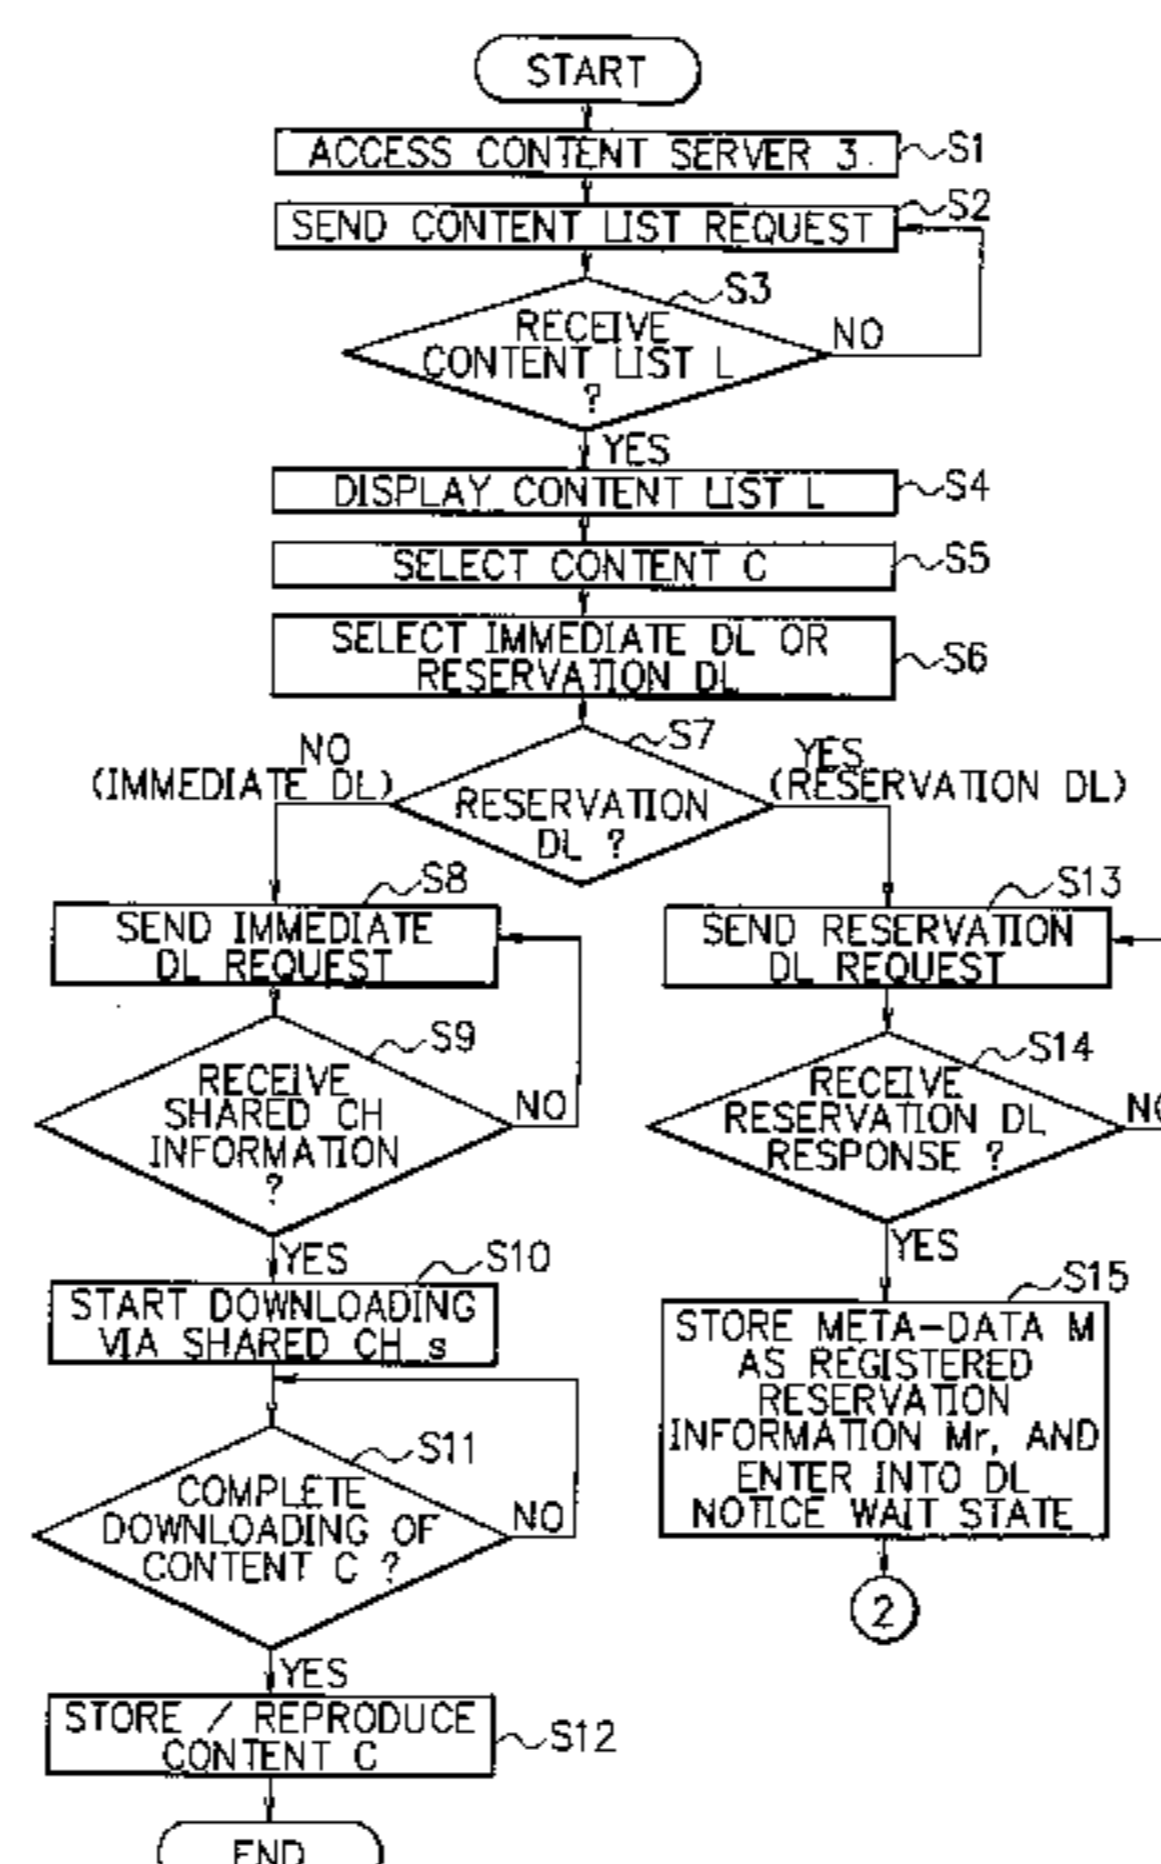 START
ACCESS CONTENT SERVER 3
S1
S2
SEND CONTENT LIST REQUEST
S3
RECEIVE
CONTENT LIST L
?
NO
YES
DISPLAY CONTENT LIST L
S4
SELECT CONTENT C
S5
SELECT IMMEDIATE DL OR
RESERVATION DL
S6
S7
RESERVATION
DL ?
NO
(IMMEDIATE DL)
YES
(RESERVATION DL)
S8
SEND IMMEDIATE
DL REQUEST
S9
RECEIVE
SHARED CH
INFORMATION
?
NO
YES
S10
START DOWNLOADING
VIA SHARED CH s
S11
COMPLETE
DOWNLOADING OF
CONTENT C ?
NO
YES
STORE / REPRODUCE
CONTENT C
S12
END
S13
SEND RESERVATION
DL REQUEST
S14
RECEIVE
RESERVATION DL
RESPONSE ?
NO
YES
S15
STORE META-DATA M
AS REGISTERED
RESERVATION
INFORMATION Mr, AND
ENTER INTO DL
NOTICE WAIT STATE
2